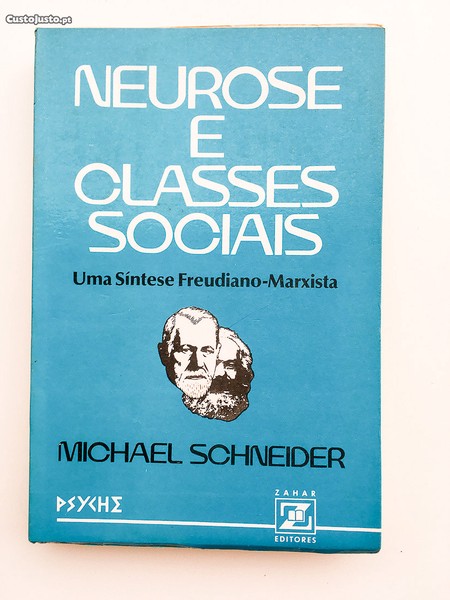 CustoJusto.pt
NEUROSE
E
CLASSES
SOCIAIS
Uma Síntese Freudiano-Marxista
MICHAEL SCHNEIDER
PSYCHE
ZAHAR
EDITORES